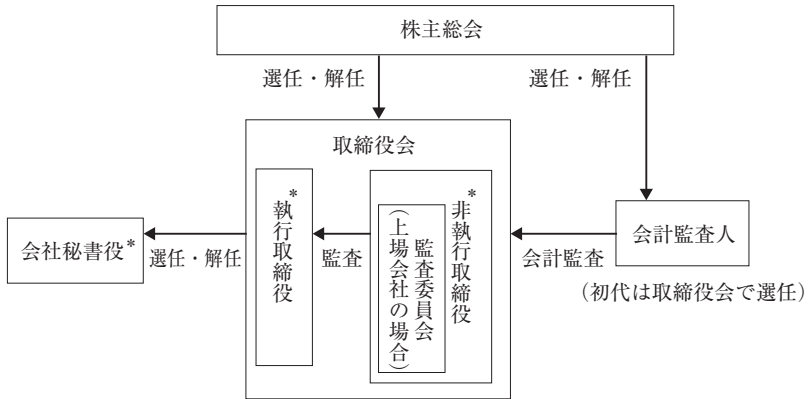 株主総会
選任・解任
選任・解任
取締役会
*執行取締役
監査
*非執行取締役
監査委員会
(上場会社の場合)
会社秘書役*
選任・解任
会計監査
会計監査人
(初代は取締役会で選任)